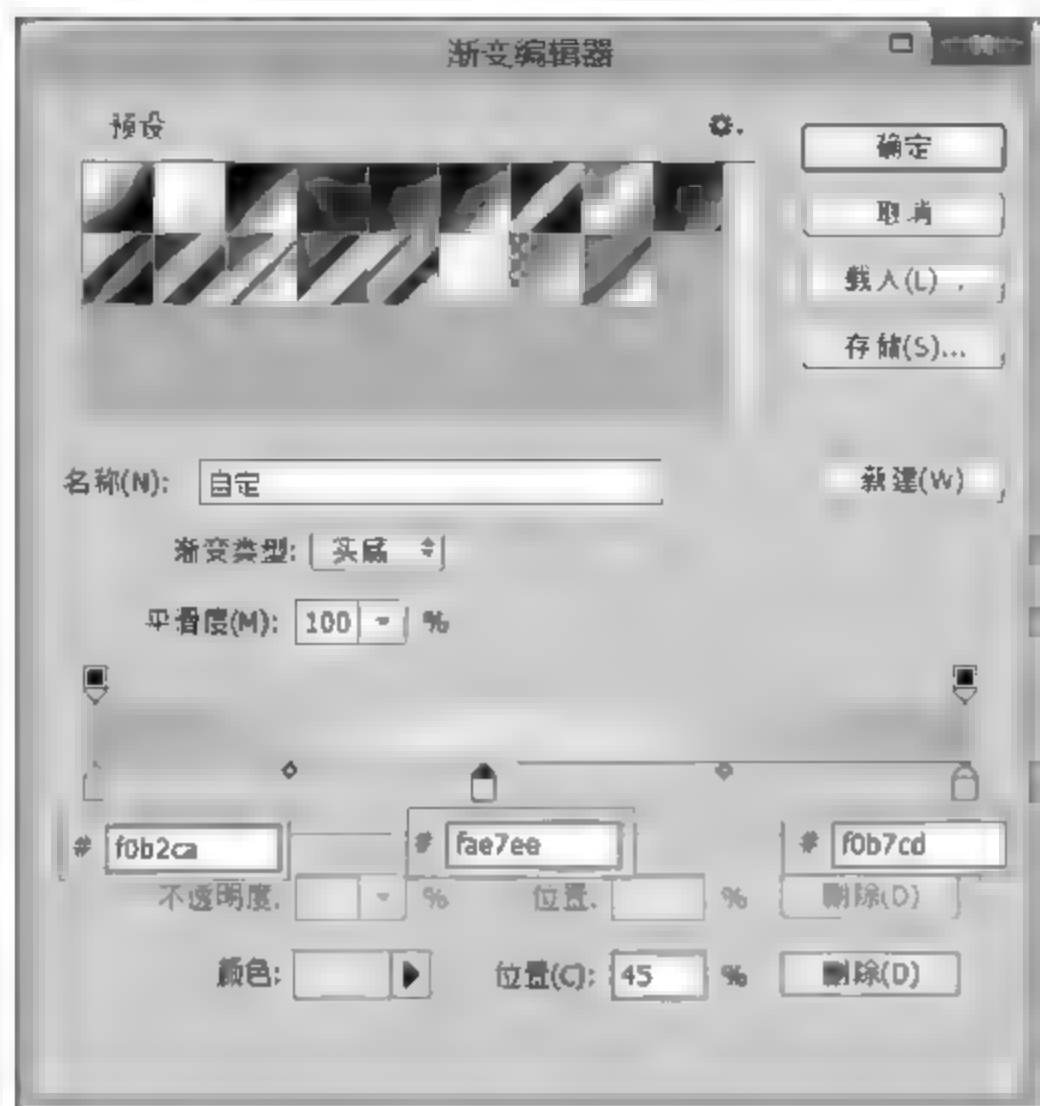 渐变编辑器
预设
确定
取消
载入(L)
存储(S)...
名称(N): 自定
新建(W)
渐变类型: 实底
平滑度(M): 100 %
# f0b2ca # fae7ee # f0b7cd
不透明度: % 位置: % 删除(D)
颜色: 位置(C): 45 % 删除(D)